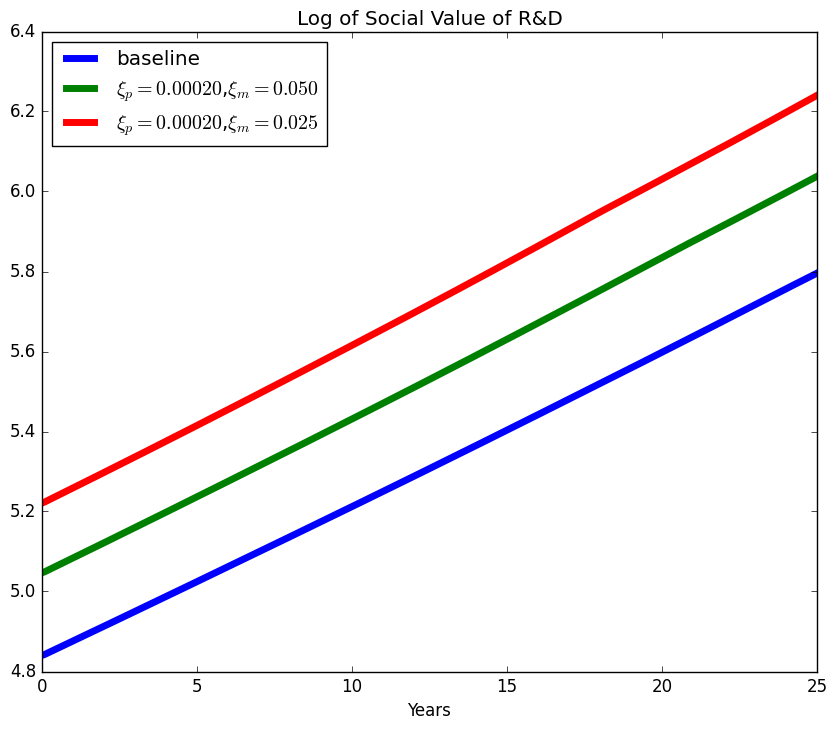 Log of Social Value of R&D
baseline
ξp = 0.00020,ξm = 0.050
ξp = 0.00020,ξm = 0.025
6.4
6.2
6.0
5.8
5.6
5.4
5.2
5.0
4.8
0 5 10 15 20 25
Years